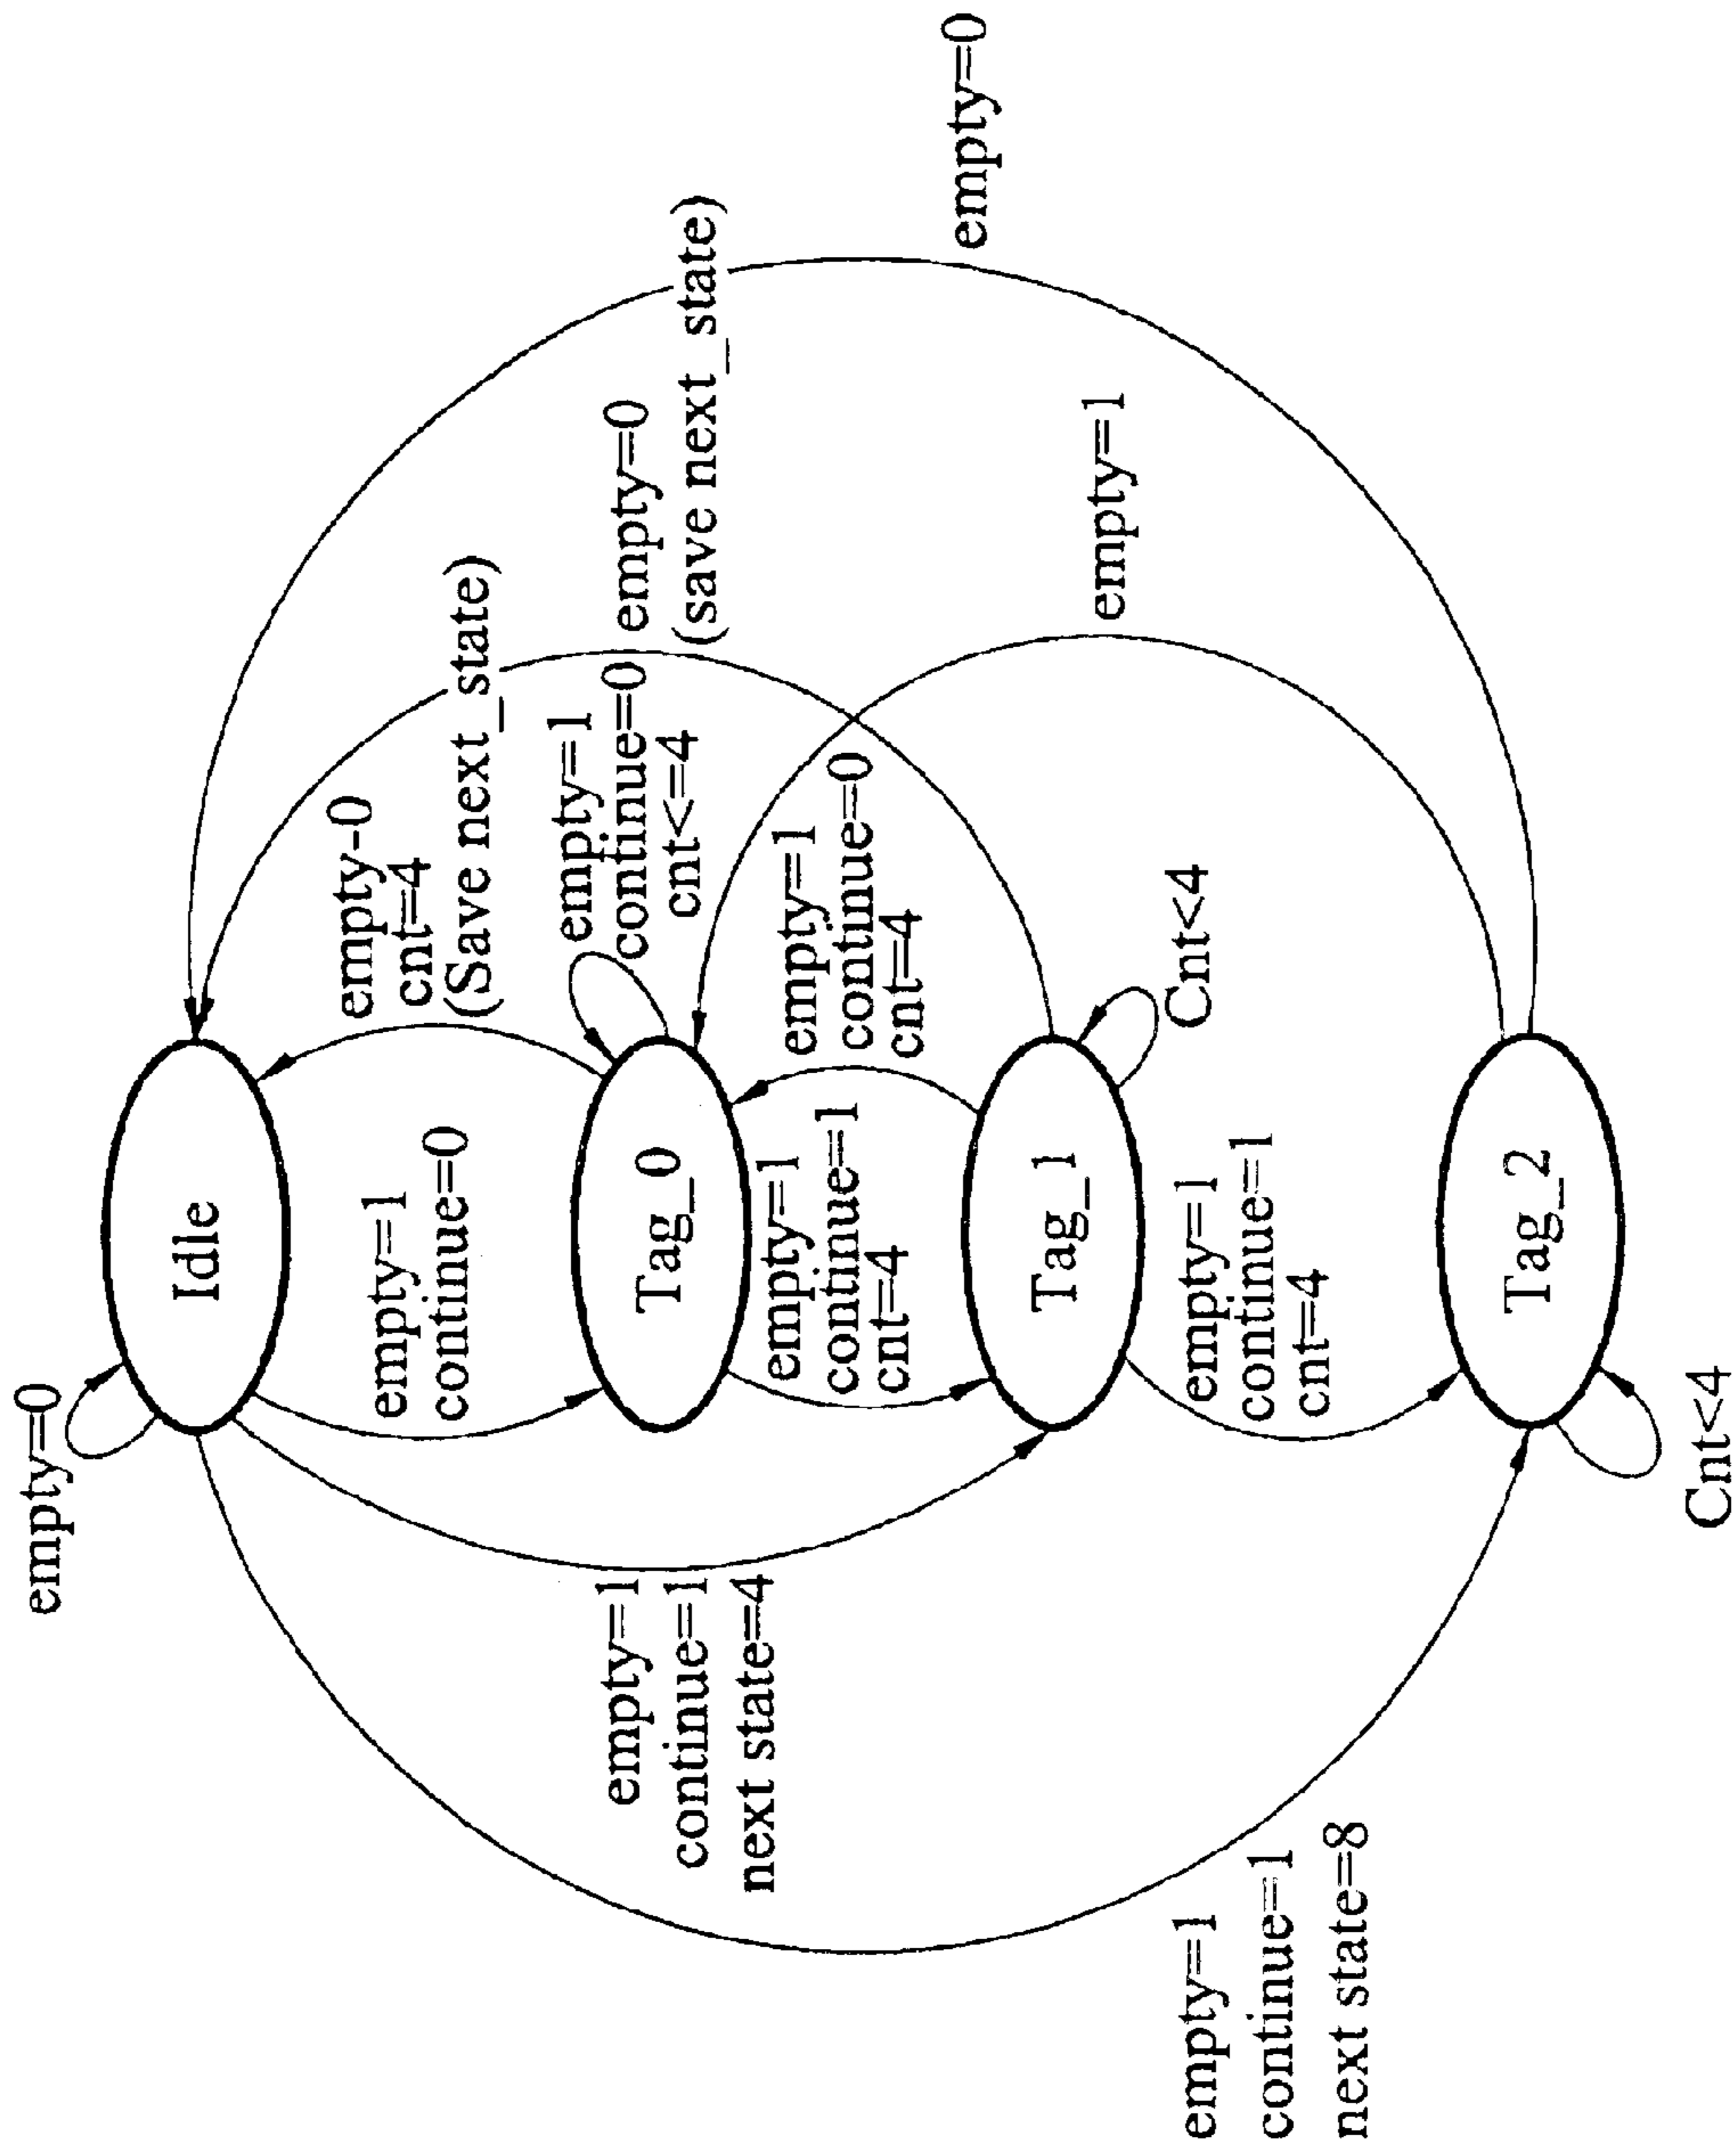 empty=0
Idle
empty=1
continue=0
empty-0
cnt=4
(Save next_state)
empty=1
continue=1
next state=4
Tag_0
empty=1
continue=0
cnt<=4
empty=0
(save next_state)
empty=1
continue=1
cnt=4
empty=1
continue=0
cnt=4
empty=0
Tag_1
Cnt<4
empty=1
empty=1
continue=1
cnt=4
empty=1
continue=1
next state=8
Tag_2
Cnt<4